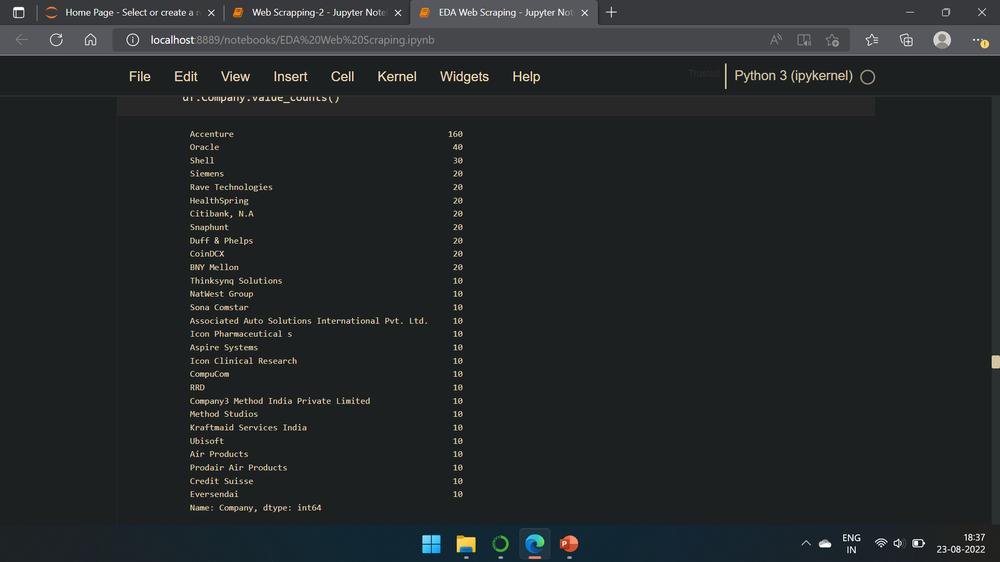 Home Page - Select or create a n
Web Scrapping-2 - Jupyter Note
EDA Web Scraping - Jupyter Not
localhost:8889/notebooks/EDA%20Web%20Scraping.ipynb
File Edit View Insert Cell Kernel Widgets Help Trusted Python 3 (ipykernel)
df.Company.value_counts()
Accenture 160
Oracle 40
Shell 30
Siemens 20
Rave Technologies 20
HealthSpring 20
Citibank, N.A 20
Snaphunt 20
Duff & Phelps 20
CoinDCX 20
BNY Mellon 20
Thinksynq Solutions 10
NatWest Group 10
Sona Comstar 10
Associated Auto Solutions International Pvt. Ltd. 10
Icon Pharmaceutical s 10
Aspire Systems 10
Icon Clinical Research 10
CompuCom 10
RRD 10
Company3 Method India Private Limited 10
Method Studios 10
Kraftmaid Services India 10
Ubisoft 10
Air Products 10
Prodair Air Products 10
Credit Suisse 10
Eversendai 10
Name: Company, dtype: int64
ENG
IN
18:37
23-08-2022